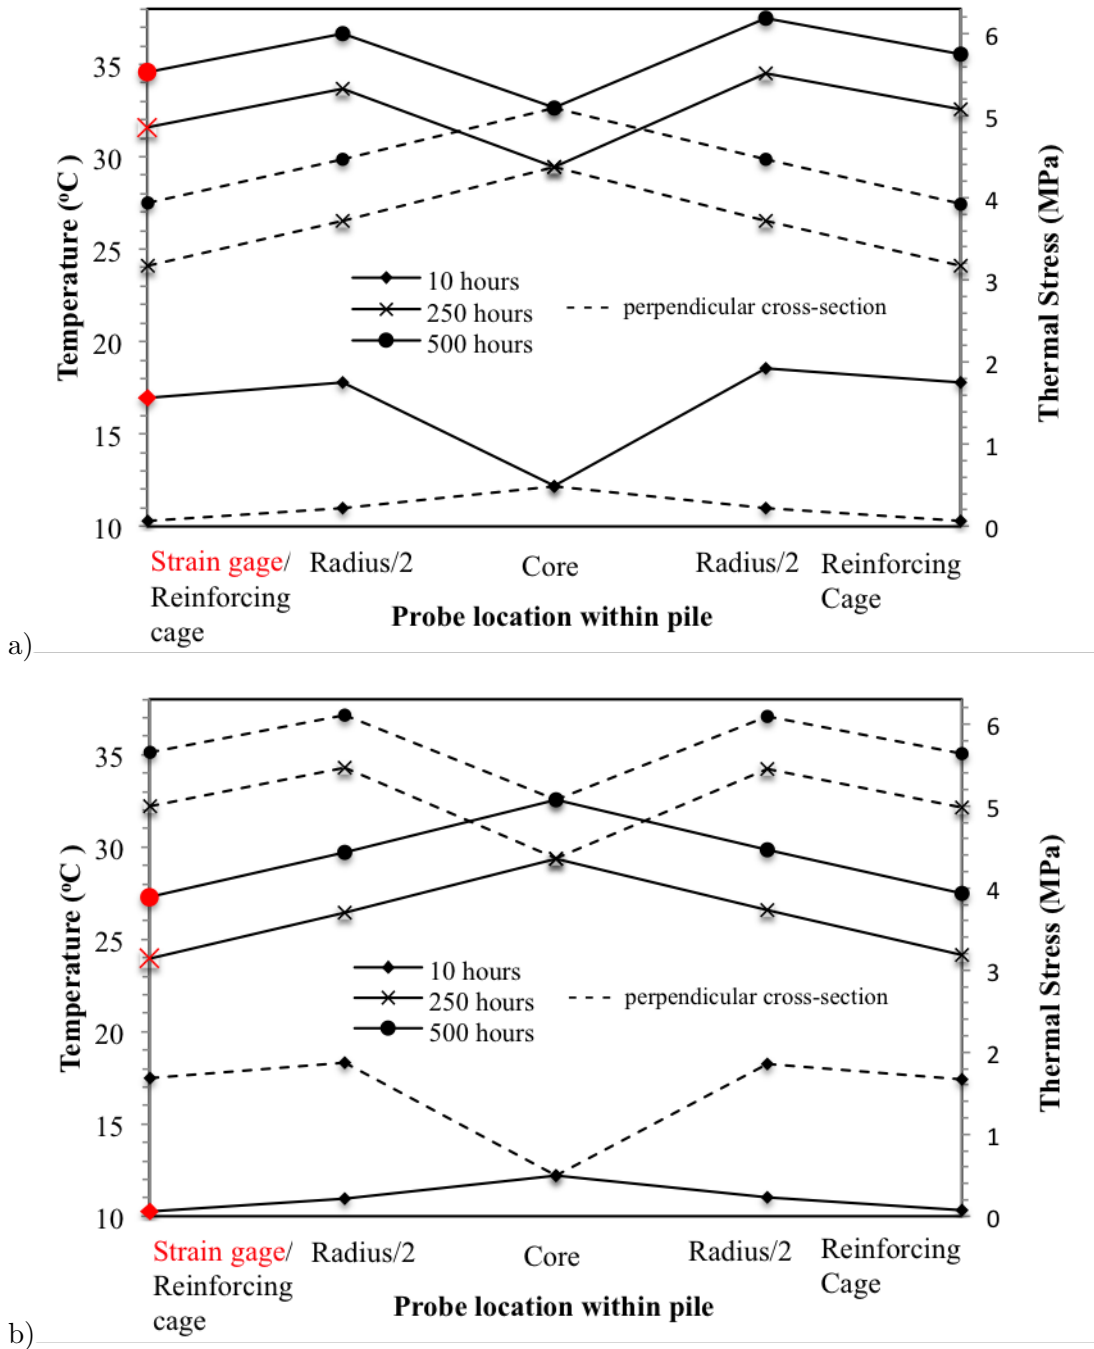 35
30
25
20
15
10
Temperature (ºC )
6
5
4
3
2
1
0
Thermal Stress (MPa)
10 hours
250 hours
500 hours
perpendicular cross-section
Strain gage/
Reinforcing
cage
Radius/2
Core
Radius/2
Reinforcing
Cage
Probe location within pile
a)
35
30
25
20
15
10
Temperature (ºC )
6
5
4
3
2
1
0
Thermal Stress (MPa)
10 hours
250 hours
500 hours
perpendicular cross-section
Strain gage/
Reinforcing
cage
Radius/2
Core
Radius/2
Reinforcing
Cage
Probe location within pile
b)